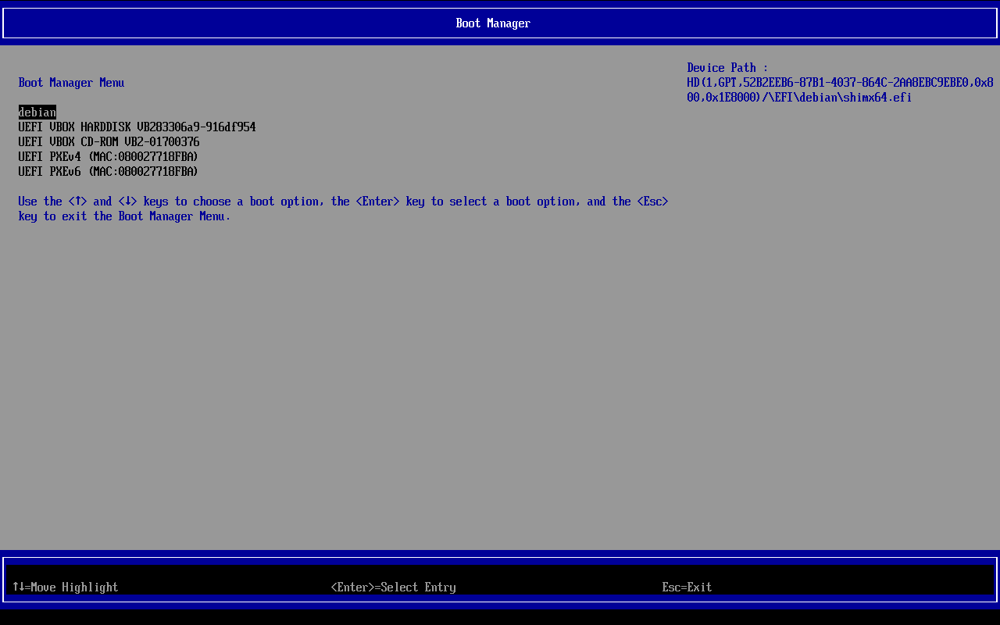 Boot Manager
Device Path :
Boot Manager Menu
HD(1,GPT,52B2EEB6-87B1-4037-864C-2AA8EBC9EBE0,0x8
00,0x1E8000)/\EFI\debian\shimx64.efi
debian
UEFI VBOX HARDDISK VB283306a9-916df954
UEFI VBOX CD-ROM VB2-01700376
UEFI PXEv4 (MAC:080027718FBA)
UEFI PXEv6 (MAC:080027718FBA)
Use the <↑> and <↓> keys to choose a boot option, the <Enter> key to select a boot option, and the <Esc>
key to exit the Boot Manager Menu.
↑↓=Move Highlight <Enter>=Select Entry Esc=Exit